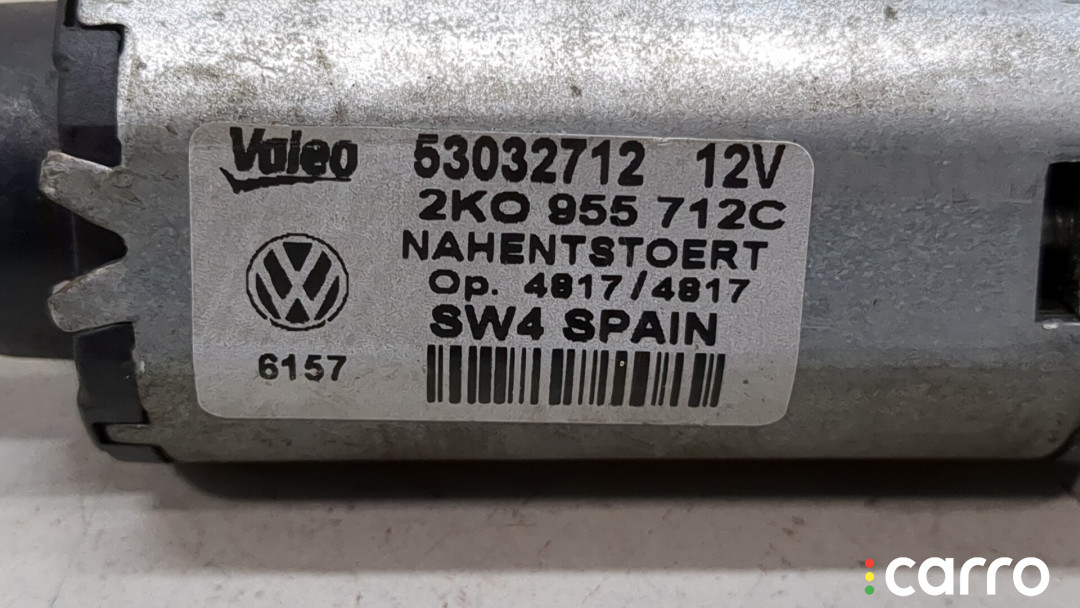 Valeo 53032712 12V
2K0 955 712C
NAHENTSTOERT
Op. 4817/4817
SW4 SPAIN
6157
carro